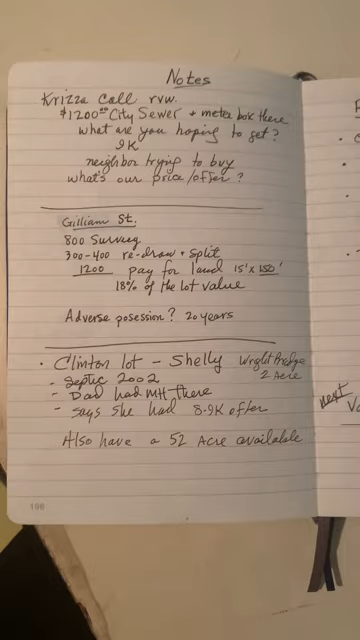 Notes
Krizza Call rvw.
$1200.00 City Sewer + meter box there
what are you hoping to get?
9K
neighbor trying to buy
what's our price/offer?
Gilliam St.
800 Survey
300-400 re-draw + split
1200 pay for land 15' x 150'
18% of the lot value
Adverse posession? 20 years
• Clinton lot - Shelly Wright Bridge
2 Acre
- septic 2002
- Dad had MH there
- says she had 8.9K offer
Also have a 52 Acre available
next
198